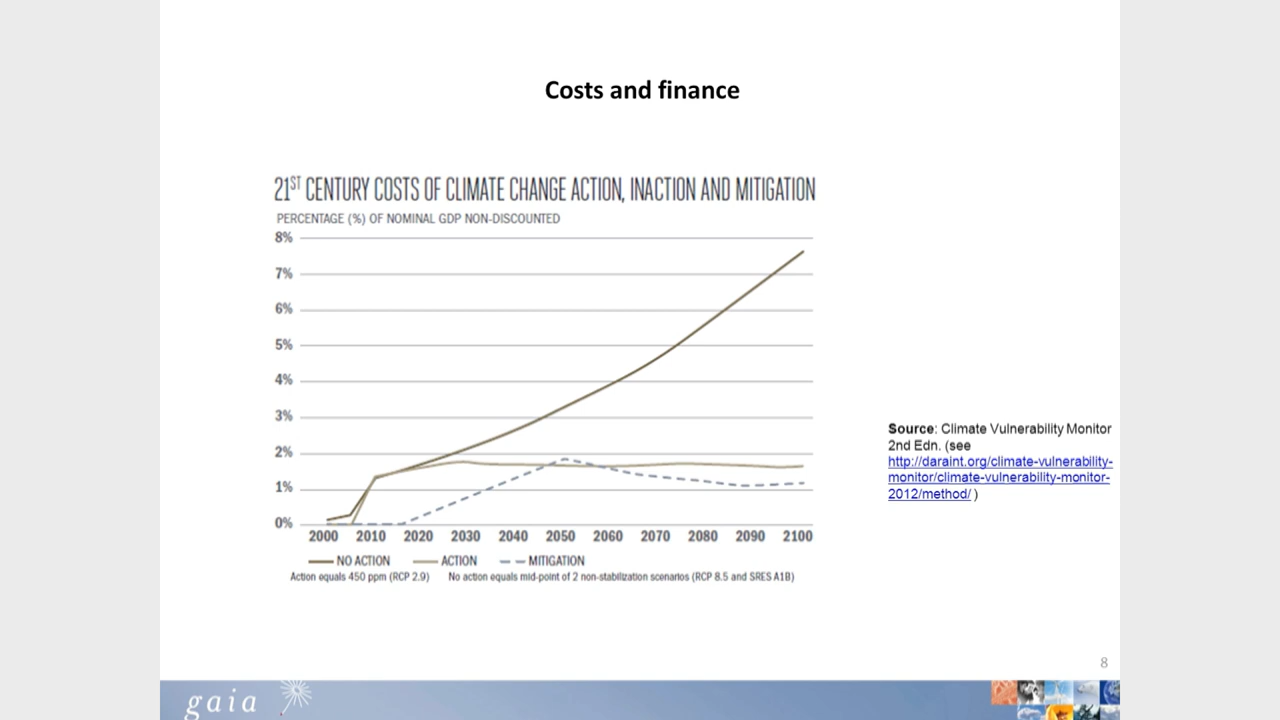 Costs and finance
21ST CENTURY COSTS OF CLIMATE CHANGE ACTION, INACTION AND MITIGATION
PERCENTAGE (%) OF NOMINAL GDP NON-DISCOUNTED
8%
7%
6%
5%
4%
3%
2%
1%
0%
2000 2010 2020 2030 2040 2050 2060 2070 2080 2090 2100
NO ACTION ACTION MITIGATION
Action equals 450 ppm (RCP 2.9) No action equals mid-point of 2 non-stabilization scenarios (RCP 8.5 and SRES A1B)
Source: Climate Vulnerability Monitor
2nd Edn. (see
http://daraint.org/climate-vulnerability-
monitor/climate-vulnerability-monitor-
2012/method/ )
8
gaia